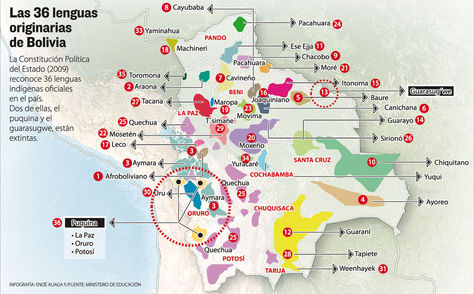 Las 36 lenguas
originarias
de Bolivia
La Constitución Política
del Estado (2009)
reconoce 36 lenguas
indígenas oficiales
en el país.
Dos de ellas, el
puquina y el
guarasugwe, están
extintas.
8 Cayubaba
33 Yaminahua
18 Machineri
PANDO
Pacahuara 24
Ese Ejja 11
Pacahuara
Chacobo 9
Moré 21
35 Toromona
2 Araona
27 Tacana
7 Cavineño
BENI
16
Joaquiniano
5
13
Itonoma 15
Guarasugwe
Baure
Canichana 6
Guarayo 14
Sirionó 26
LA PAZ
Maropa
19
Tsimane
23
Movima
29
25 Quechua
22 Mosetén
17 Leco
3 Aymara
1 Afroboliviano
20
Moxeño
34
Yuracaré
SANTA CRUZ
10
Chiquitano
COCHABAMBA
Yuqui
30
Uru
Quechua
25
Aymara
3
ORURO
CHUQUISACA
4
Ayoreo
36 Puquina
• La Paz
• Oruro
• Potosí
25
Quechua
POTOSÍ
12
Guaraní
28
Tapiete
TARIJA
Weenhayek 31
INFOGRAFÍA: ENOÉ ALIAGA F./FUENTE: MINISTERIO DE EDUCACIÓN